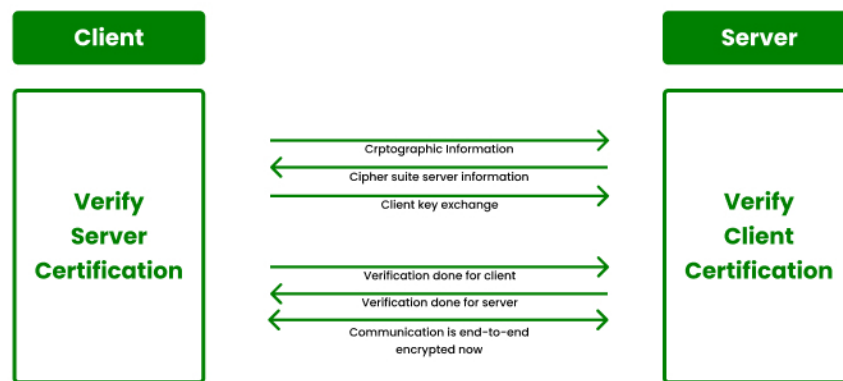 Client
Server
Verify
Server
Certification
Crptographic Information
Cipher suite server information
Client key exchange
Verification done for client
Verification done for server
Communication is end-to-end
encrypted now
Verify
Client
Certification